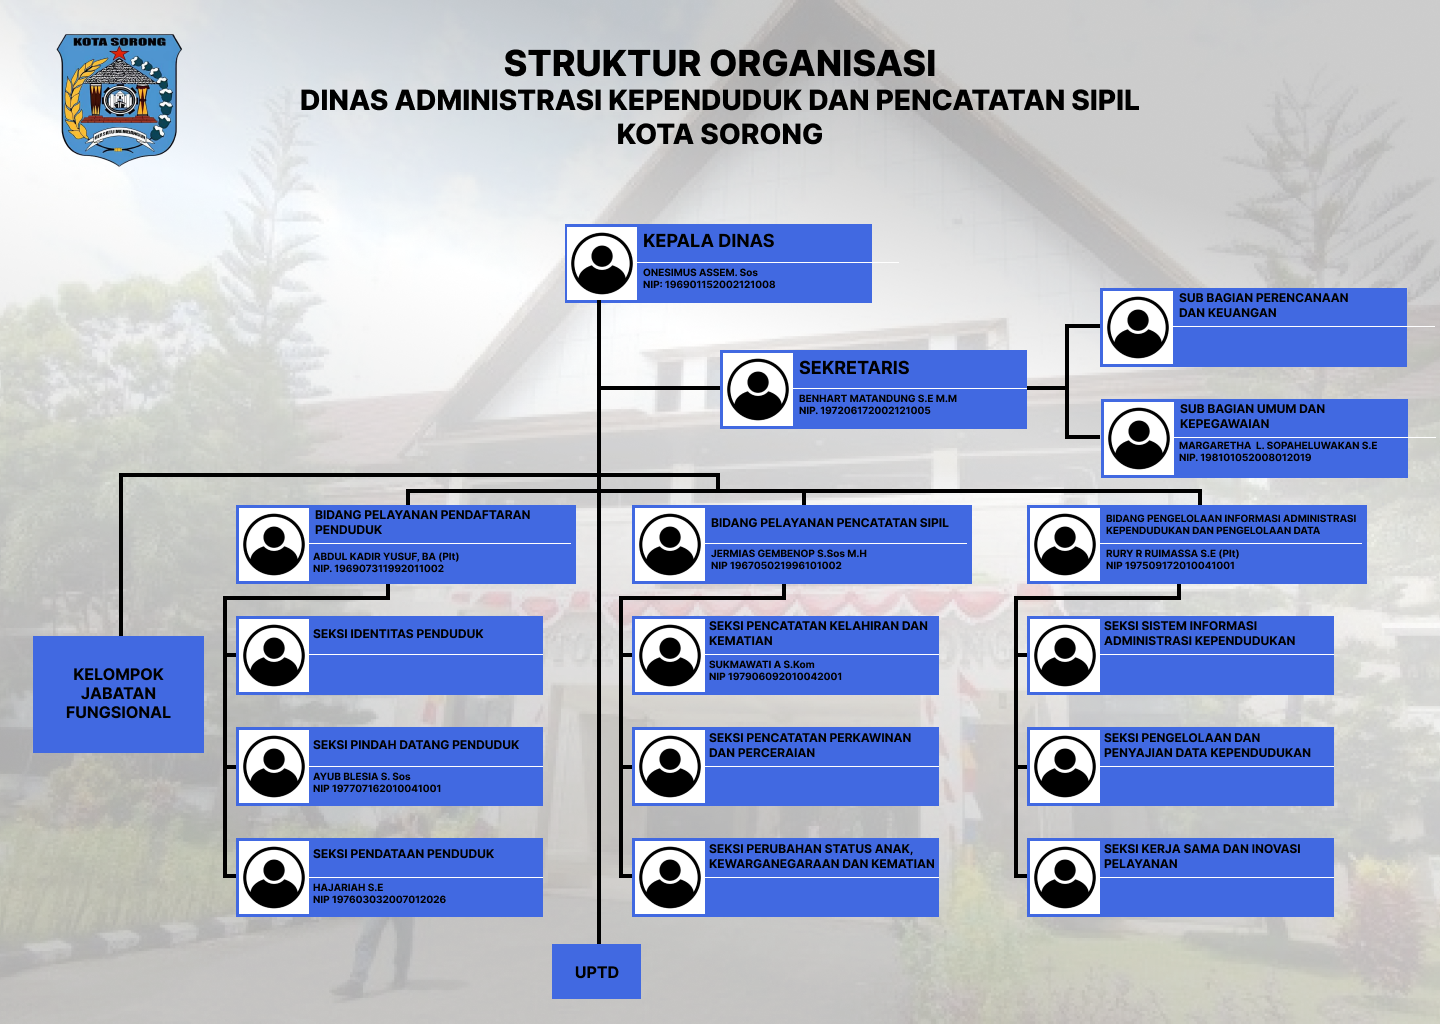 KOTA SORONG
STRUKTUR ORGANISASI
DINAS ADMINISTRASI KEPENDUDUK DAN PENCATATAN SIPIL
KOTA SORONG
KEPALA DINAS
ONESIMUS ASSEM. Sos
NIP: 196901152002121008
SUB BAGIAN PERENCANAAN
DAN KEUANGAN
SEKRETARIS
BENHART MATANDUNG S.E M.M
NIP. 197206172002121005
SUB BAGIAN UMUM DAN
KEPEGAWAIAN
MARGARETHA L. SOPAHELUWAKAN S.E
NIP. 198101052008012019
BIDANG PELAYANAN PENDAFTARAN
PENDUDUK
ABDUL KADIR YUSUF, BA (Plt)
NIP. 196907311992011002
BIDANG PELAYANAN PENCATATAN SIPIL
JERMIAS GEMBENOP S.Sos M.H
NIP 196705021996101002
BIDANG PENGELOLAAN INFORMASI ADMINISTRASI
KEPENDUDUKAN DAN PENGELOLAAN DATA
RURY R RUIMASSA S.E (Plt)
NIP 197509172010041001
KELOMPOK
JABATAN
FUNGSIONAL
SEKSI IDENTITAS PENDUDUK
SEKSI PENCATATAN KELAHIRAN DAN
KEMATIAN
SUKMAWATI A S.Kom
NIP 197906092010042001
SEKSI SISTEM INFORMASI
ADMINISTRASI KEPENDUDUKAN
SEKSI PINDAH DATANG PENDUDUK
AYUB BLESIA S. Sos
NIP 197707162010041001
SEKSI PENCATATAN PERKAWINAN
DAN PERCERAIAN
SEKSI PENGELOLAAN DAN
PENYAJIAN DATA KEPENDUDUKAN
SEKSI PENDATAAN PENDUDUK
HAJARIAH S.E
NIP 197603032007012026
SEKSI PERUBAHAN STATUS ANAK,
KEWARGANEGARAAN DAN KEMATIAN
SEKSI KERJA SAMA DAN INOVASI
PELAYANAN
UPTD